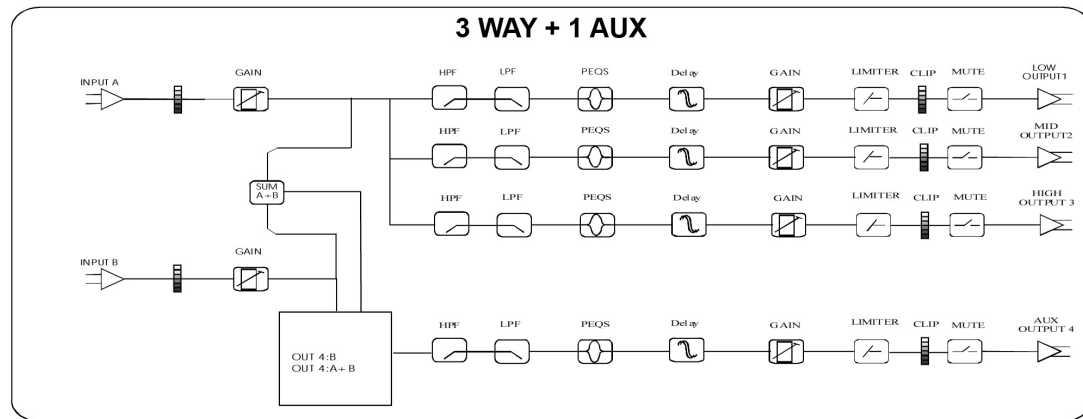 3 WAY + 1 AUX
INPUT A
GAIN
HPF
LPF
PEQS
Delay
GAIN
LIMITER
CLIP
MUTE
LOW
OUTPUT1
HPF
LPF
PEQS
Delay
GAIN
LIMITER
CLIP
MUTE
MID
OUTPUT2
SUM
A+B
HPF
LPF
PEQS
Delay
GAIN
LIMITER
CLIP
MUTE
HIGH
OUTPUT 3
INPUT B
GAIN
OUT 4:B
OUT 4:A+B
HPF
LPF
PEQS
Delay
GAIN
LIMITER
CLIP
MUTE
AUX
OUTPUT 4